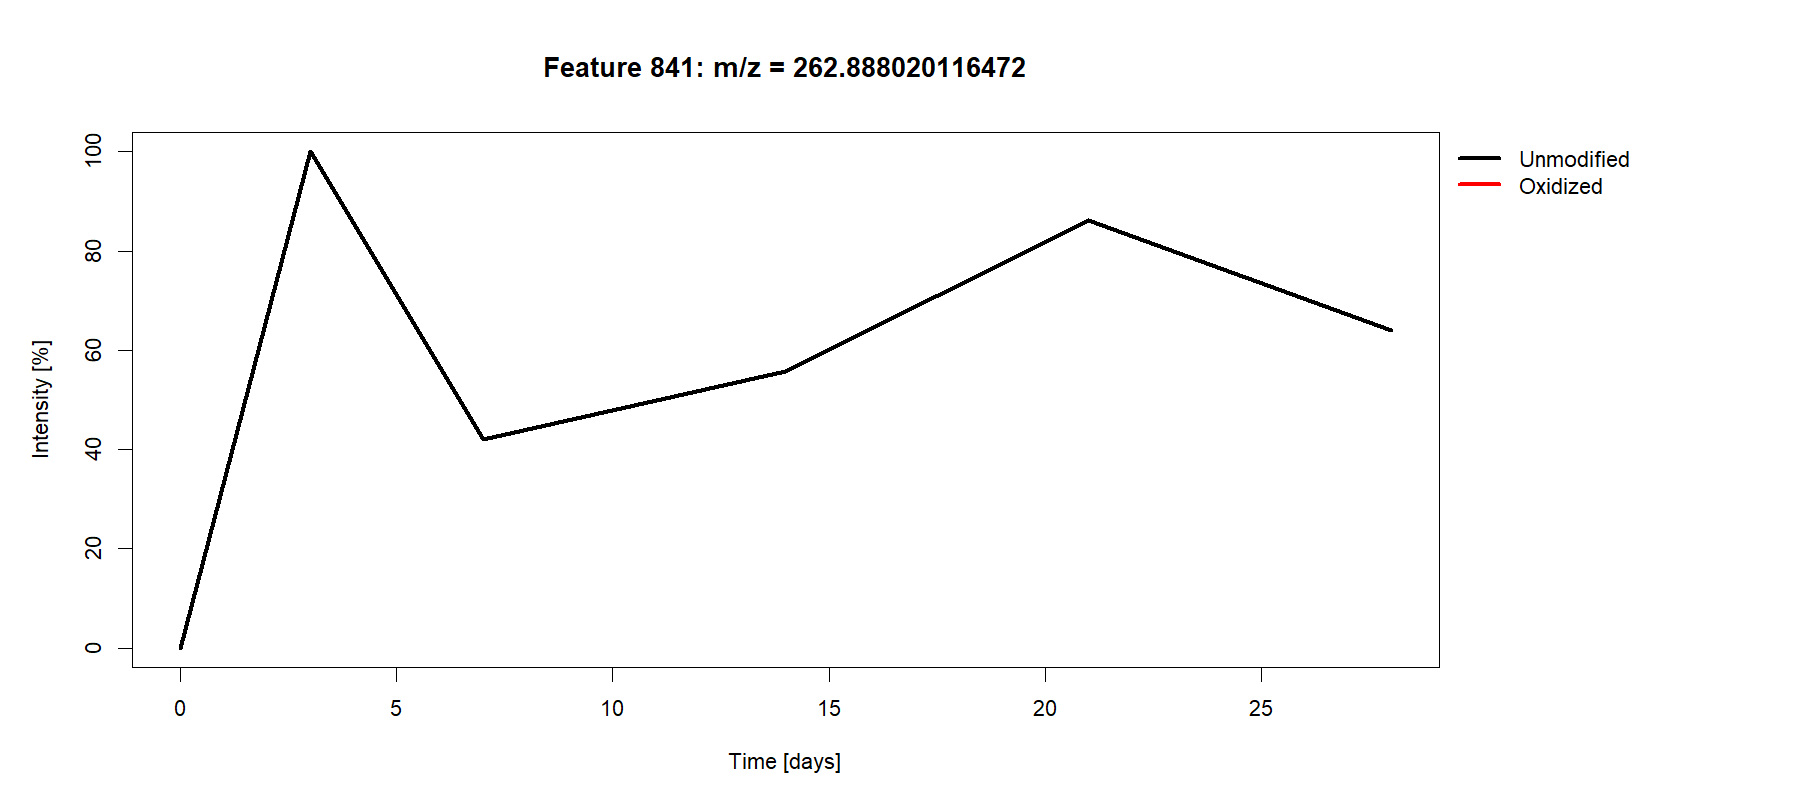 Feature 841: m/z = 262.888020116472
Unmodified
Oxidized
Intensity [%]
100
80
60
40
20
0
0 5 10 15 20 25
Time [days]